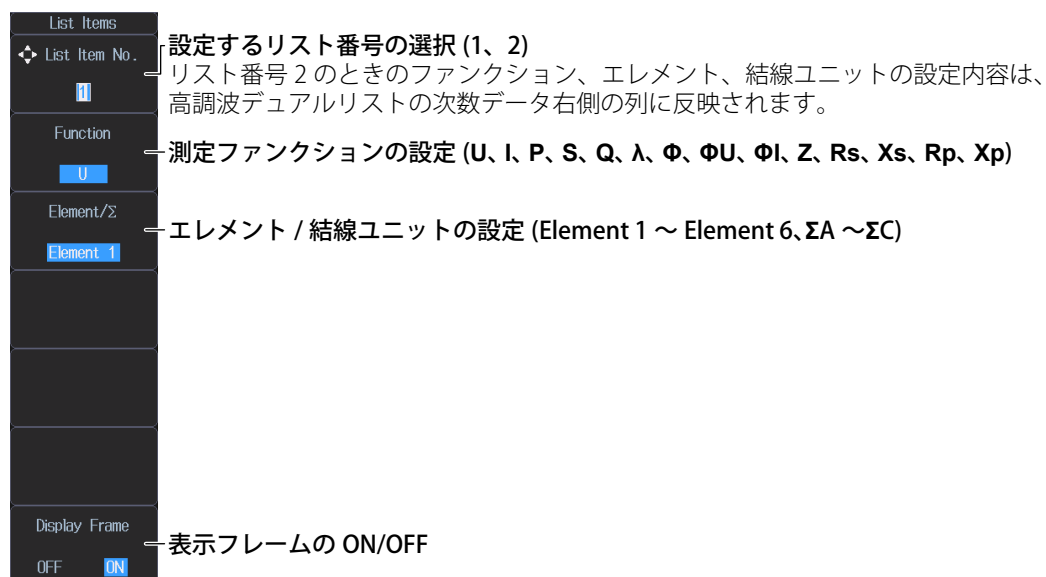 List Items
List Item No.
1
設定するリスト番号の選択 (1、2)
リスト番号 2 のときのファンクション、エレメント、結線ユニットの設定内容は、
高調波デュアルリストの次数データ右側の列に反映されます。
Function
U
測定ファンクションの設定 (U、I、P、S、Q、λ、Φ、ΦU、ΦI、Z、Rs、Xs、Rp、Xp)
Element/Σ
Element 1
エレメント / 結線ユニットの設定 (Element 1 ～ Element 6、ΣA ～ΣC)
Display Frame
OFF ON
表示フレームの ON/OFF